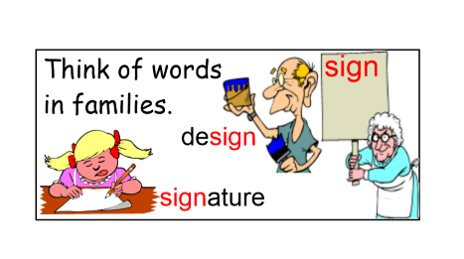 Think of words
in families.
sign
design
signature